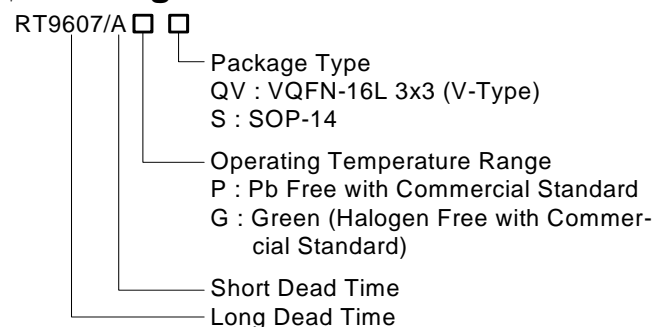 RT9607/A
Package Type
QV : VQFN-16L 3x3 (V-Type)
S : SOP-14
Operating Temperature Range
P : Pb Free with Commercial Standard
G : Green (Halogen Free with Commer-
cial Standard)
Short Dead Time
Long Dead Time